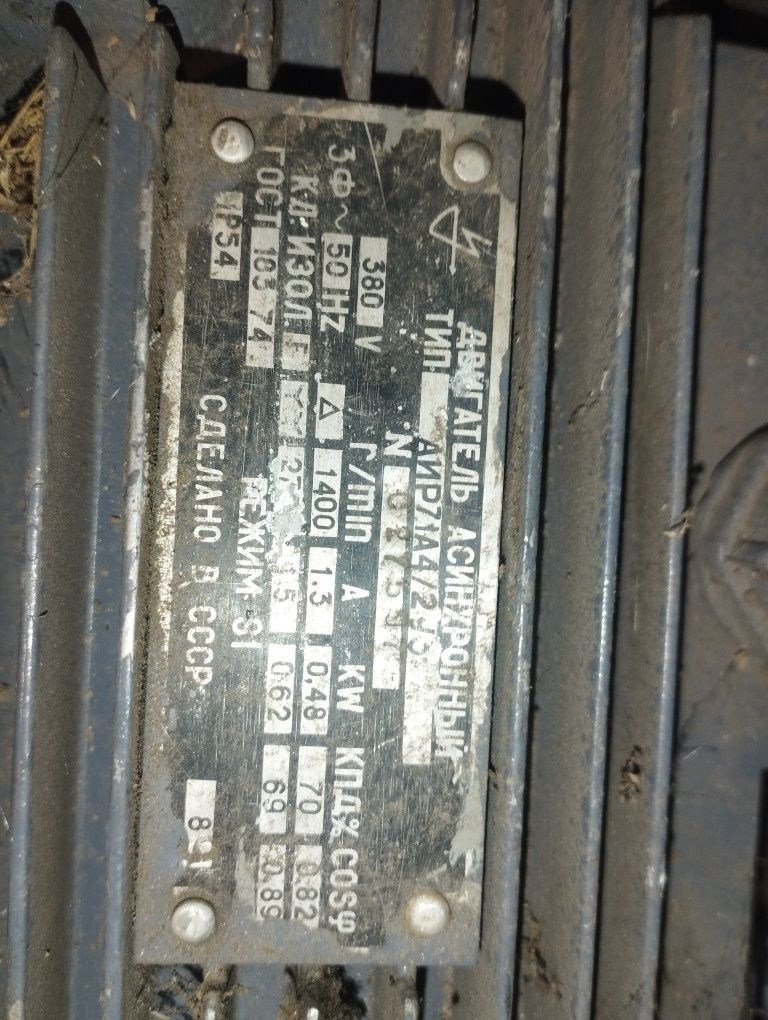 ДВИГАТЕЛЬ АСИНХРОННЫЙ
ТИП АИР71А4/2
N
380 V r/min A KW КПД% COSφ
3Ф~ 50 HZ △ 1400 1.3 0,48 70 0.82
КЛ. ИЗОЛ. F 0.62 69 0.89
ГОСТ 183-74 РЕЖИМ S1
IP54 СДЕЛАНО В СССР